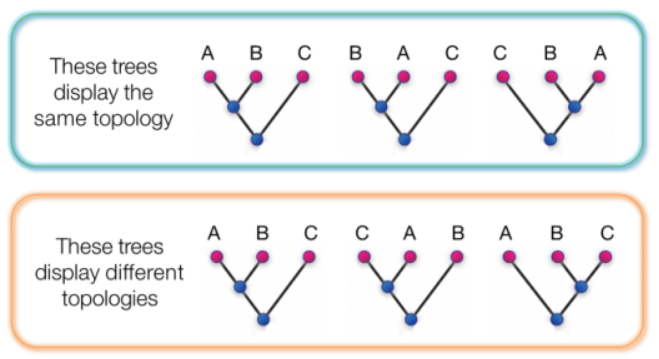 A B C B A C C B A
These trees
display the
same topology
A B C C A B A B C
These trees
display different
topologies